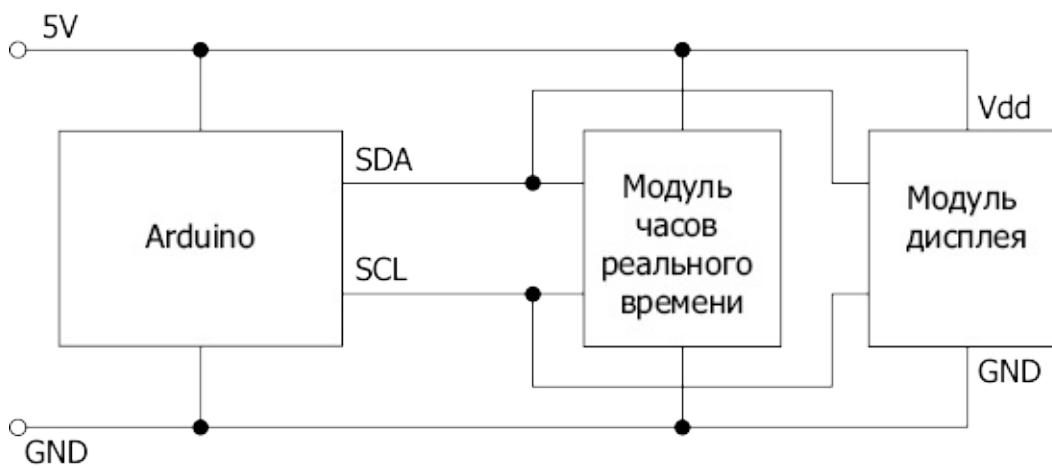 5V
Vdd
SDA
Arduino
SCL
Модуль
часов
реального
времени
Модуль
дисплея
GND
GND